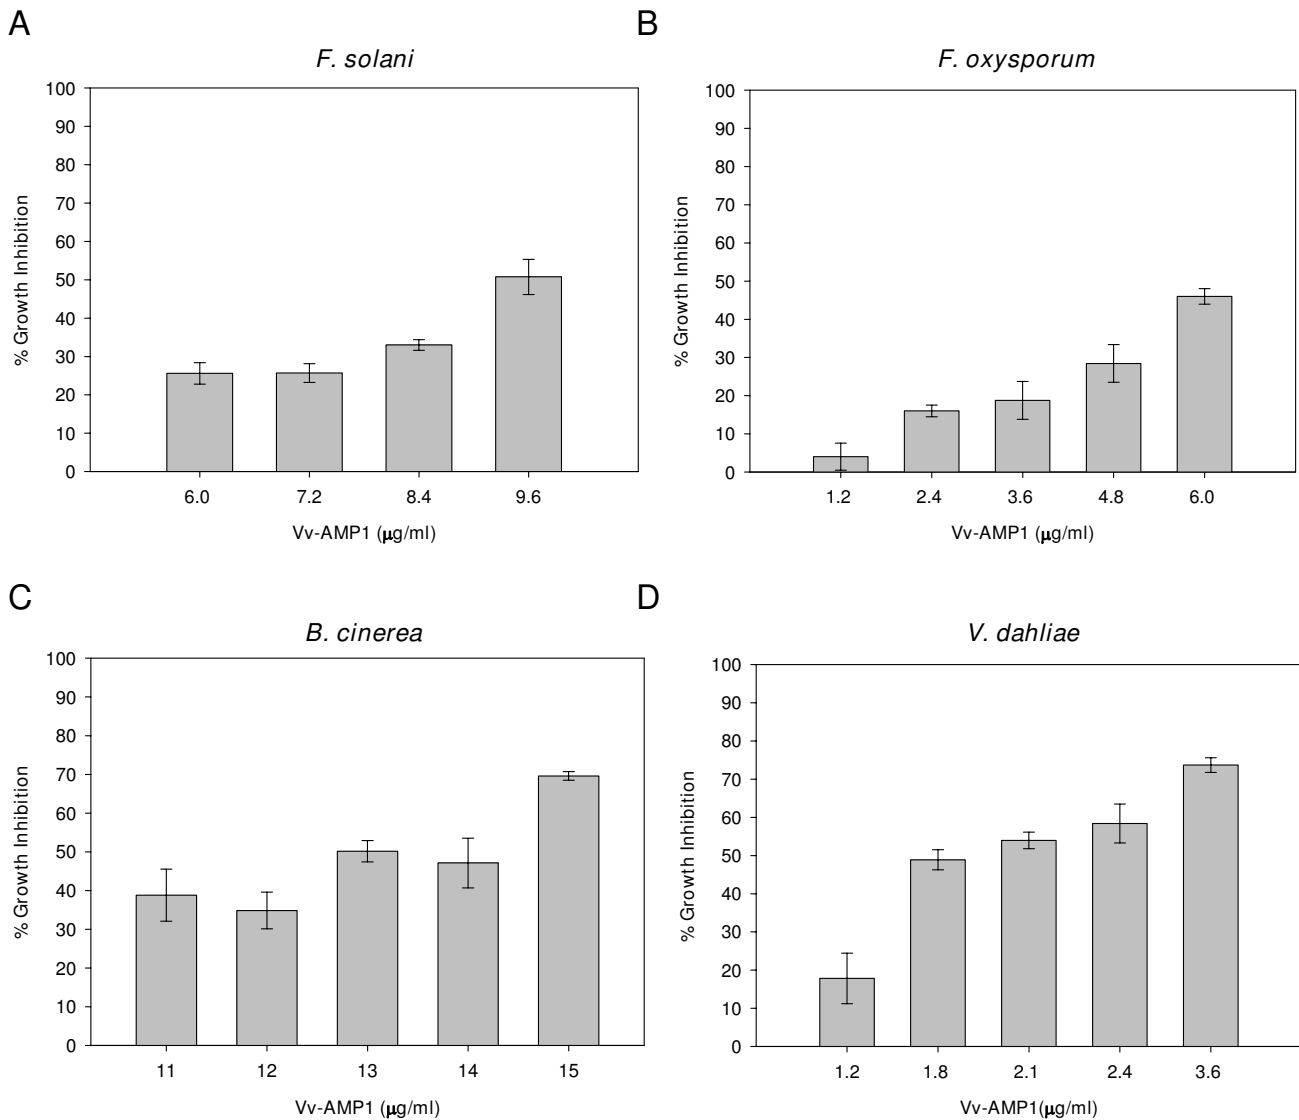 A
F. solani
% Growth Inhibition
100
90
80
70
60
50
40
30
20
10
0
6.0 7.2 8.4 9.6
Vv-AMP1 (µg/ml)
B
F. oxysporum
% Growth Inhibition
100
90
80
70
60
50
40
30
20
10
0
1.2 2.4 3.6 4.8 6.0
Vv-AMP1 (µg/ml)
C
B. cinerea
% Growth Inhibition
100
90
80
70
60
50
40
30
20
10
0
11 12 13 14 15
Vv-AMP1 (µg/ml)
D
V. dahliae
% Growth Inhibition
100
90
80
70
60
50
40
30
20
10
0
1.2 1.8 2.1 2.4 3.6
Vv-AMP1(µg/ml)